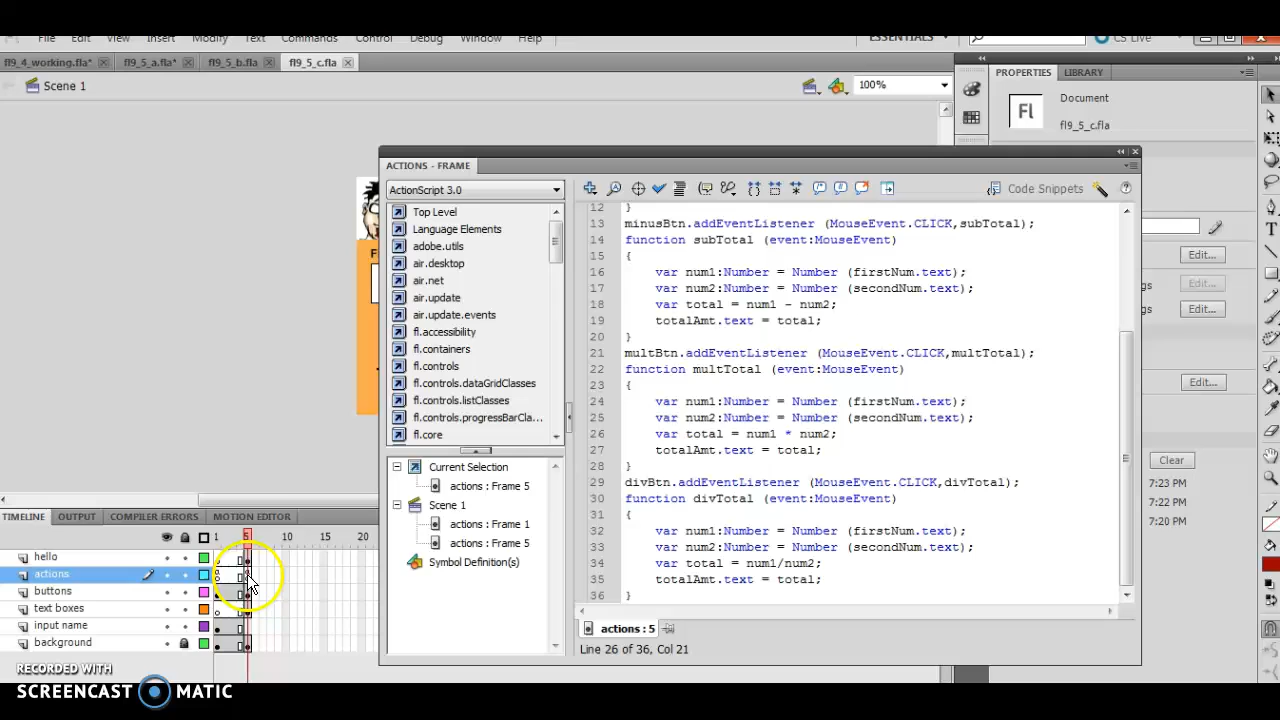 File Edit View Insert Modify Text Commands Control Debug Window Help
ESSENTIALS CS Live
fl9_4_working.fla* fl9_5_a.fla* fl9_5_b.fla fl9_5_c.fla
Scene 1
100%
PROPERTIES LIBRARY
Document
Fl
fl9_5_c.fla
ACTIONS - FRAME
ActionScript 3.0
Code Snippets
Top Level
Language Elements
adobe.utils
air.desktop
air.net
air.update
air.update.events
fl.accessibility
fl.containers
fl.controls
fl.controls.dataGridClasses
fl.controls.listClasses
fl.controls.progressBarCla...
fl.core
12 }
13 minusBtn.addEventListener (MouseEvent.CLICK,subTotal);
14 function subTotal (event:MouseEvent)
15 {
16 var num1:Number = Number (firstNum.text);
17 var num2:Number = Number (secondNum.text);
18 var total = num1 - num2;
19 totalAmt.text = total;
20 }
21 multBtn.addEventListener (MouseEvent.CLICK,multTotal);
22 function multTotal (event:MouseEvent)
23 {
24 var num1:Number = Number (firstNum.text);
25 var num2:Number = Number (secondNum.text);
26 var total = num1 * num2;
27 totalAmt.text = total;
28 }
29 divBtn.addEventListener (MouseEvent.CLICK,divTotal);
30 function divTotal (event:MouseEvent)
31 {
32 var num1:Number = Number (firstNum.text);
33 var num2:Number = Number (secondNum.text);
34 var total = num1/num2;
35 totalAmt.text = total;
36 }
Current Selection
actions : Frame 5
Scene 1
actions : Frame 1
actions : Frame 5
Symbol Definition(s)
actions : 5
Line 26 of 36, Col 21
Edit...
Edit...
Edit...
Edit...
Clear
7:23 PM
7:22 PM
7:20 PM
TIMELINE OUTPUT COMPILER ERRORS MOTION EDITOR
1 5 10 15 20
hello
actions
buttons
text boxes
input name
background
RECORDED WITH
SCREENCAST MATIC